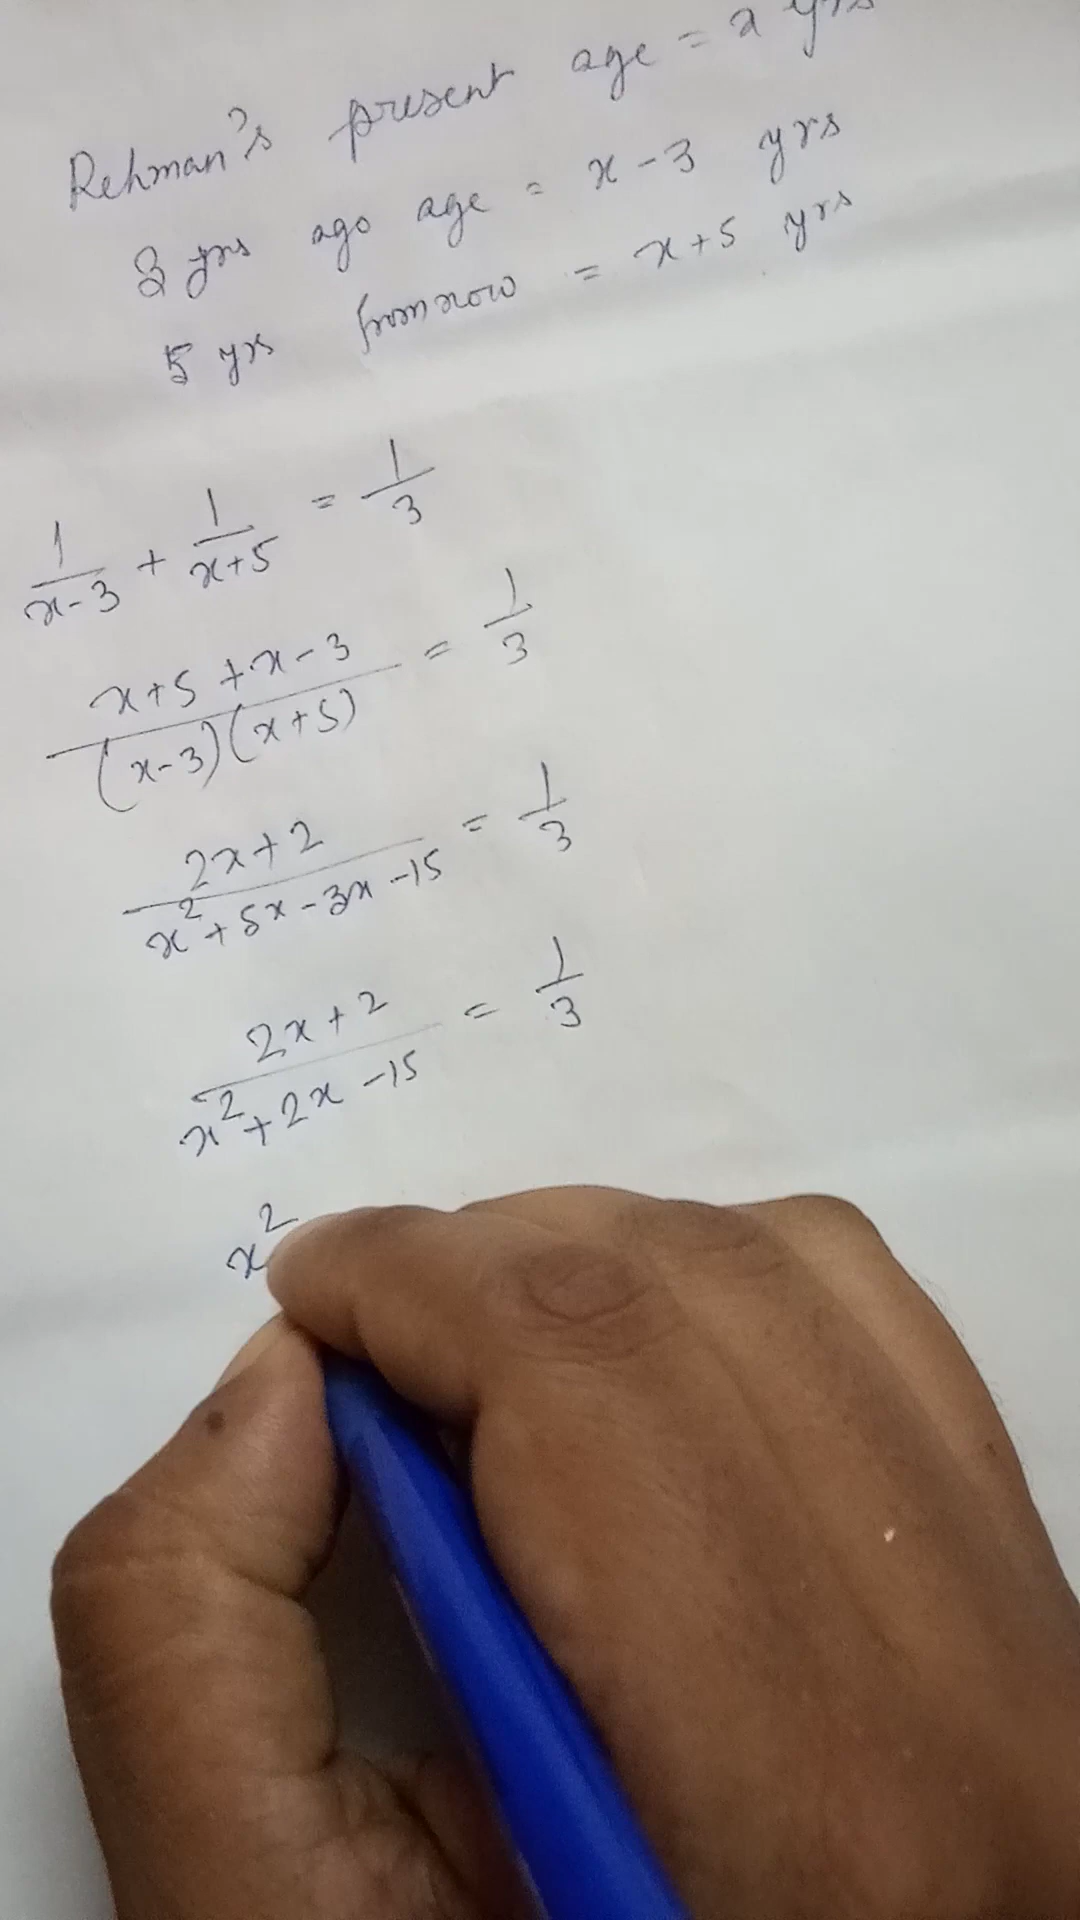 Rehman's present age = x yrs
3 yrs ago age = x-3 yrs
5 yrs from now = x+5 yrs
1/(x-3) + 1/(x+5) = 1/3
(x+5+x-3)/((x-3)(x+5)) = 1/3
(2x+2)/(x²+5x-3x-15) = 1/3
(2x+2)/(x²+2x-15) = 1/3
x²